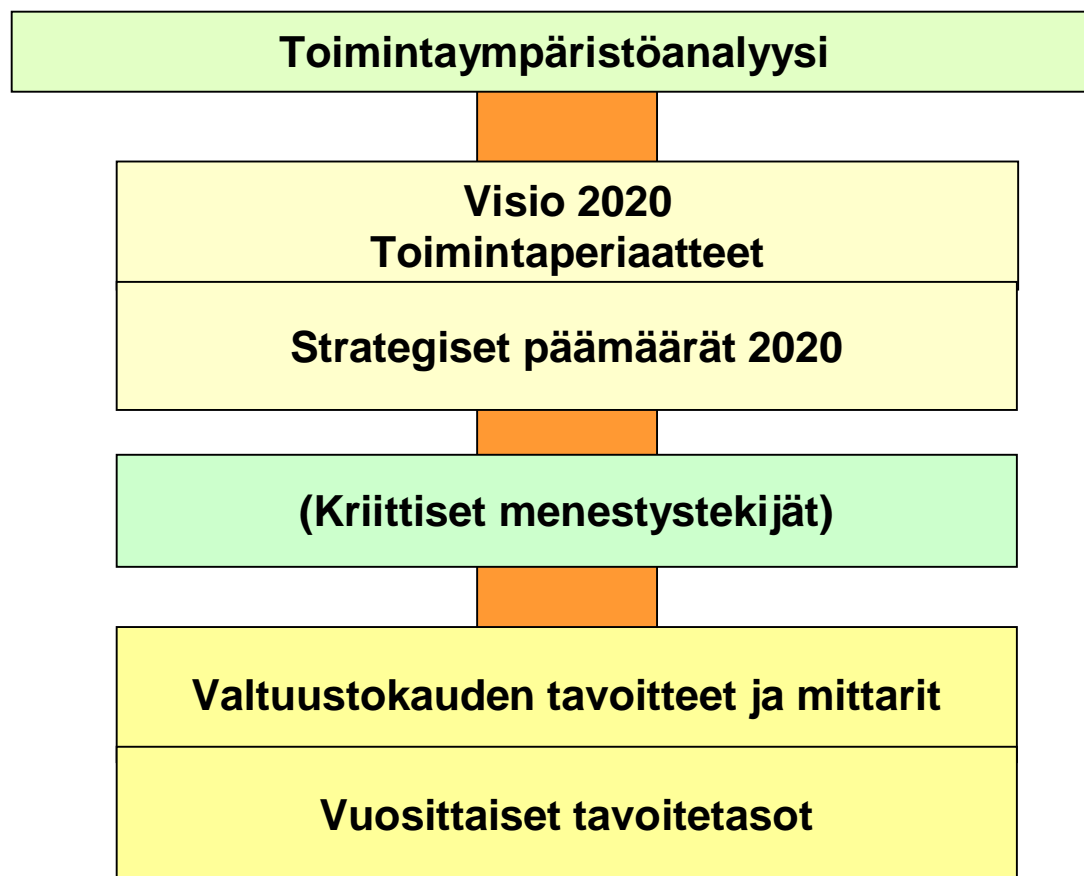 Toimintaympäristöanalyysi
Visio 2020
Toimintaperiaatteet
Strategiset päämäärät 2020
(Kriittiset menestystekijät)
Valtuustokauden tavoitteet ja mittarit
Vuosittaiset tavoitetasot